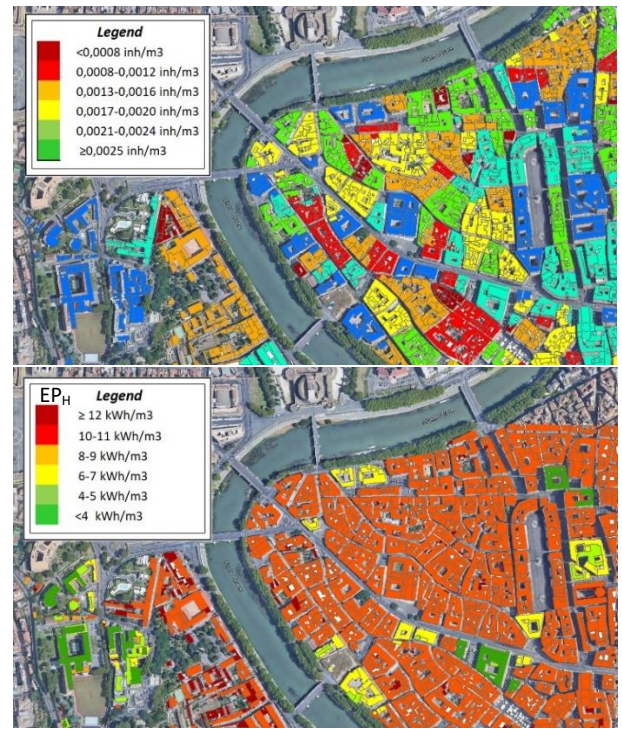 Legend
<0,0008 inh/m3
0,0008-0,0012 inh/m3
0,0013-0,0016 inh/m3
0,0017-0,0020 inh/m3
0,0021-0,0024 inh/m3
≥0,0025 inh/m3
EPH
Legend
≥ 12 kWh/m3
10-11 kWh/m3
8-9 kWh/m3
6-7 kWh/m3
4-5 kWh/m3
<4 kWh/m3